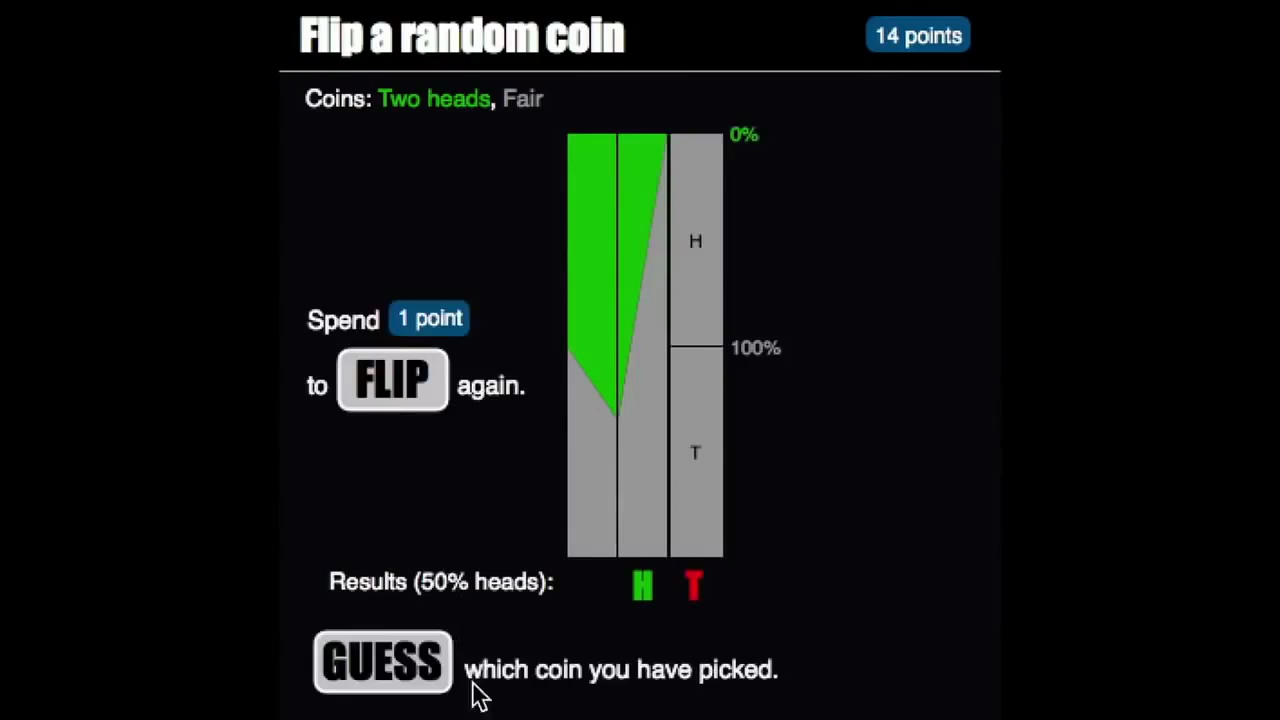 Flip a random coin
14 points
Coins: Two heads, Fair
0%
H
Spend 1 point
100%
to FLIP again.
T
Results (50% heads): H T
GUESS which coin you have picked.